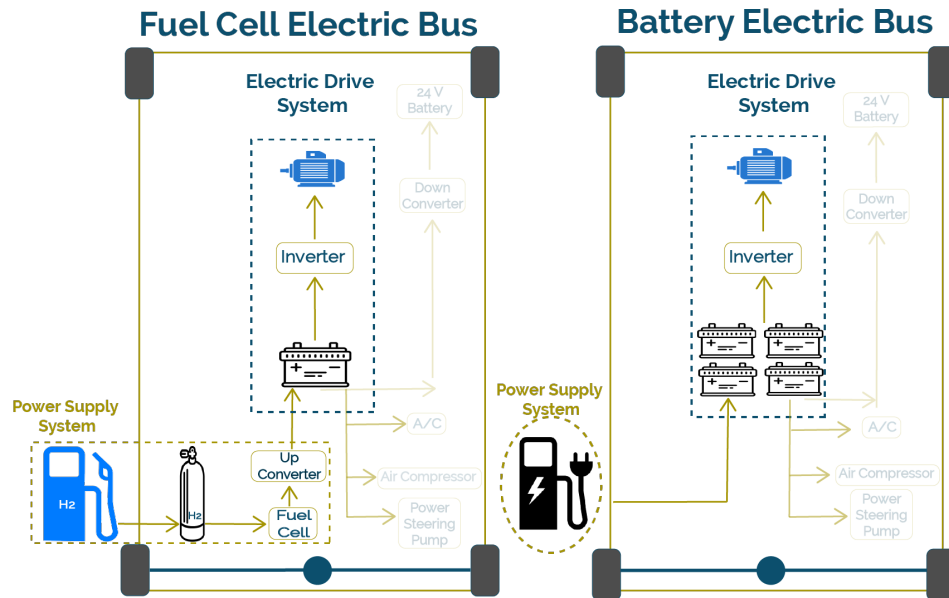 Fuel Cell Electric Bus
Electric Drive
System
24 V
Battery
Down
Converter
Inverter
A/C
Air Compressor
Power
Steering
Pump
Power Supply
System
H2
H2
Up
Converter
Fuel
Cell
Battery Electric Bus
Electric Drive
System
24 V
Battery
Down
Converter
Inverter
A/C
Air Compressor
Power
Steering
Pump
Power Supply
System